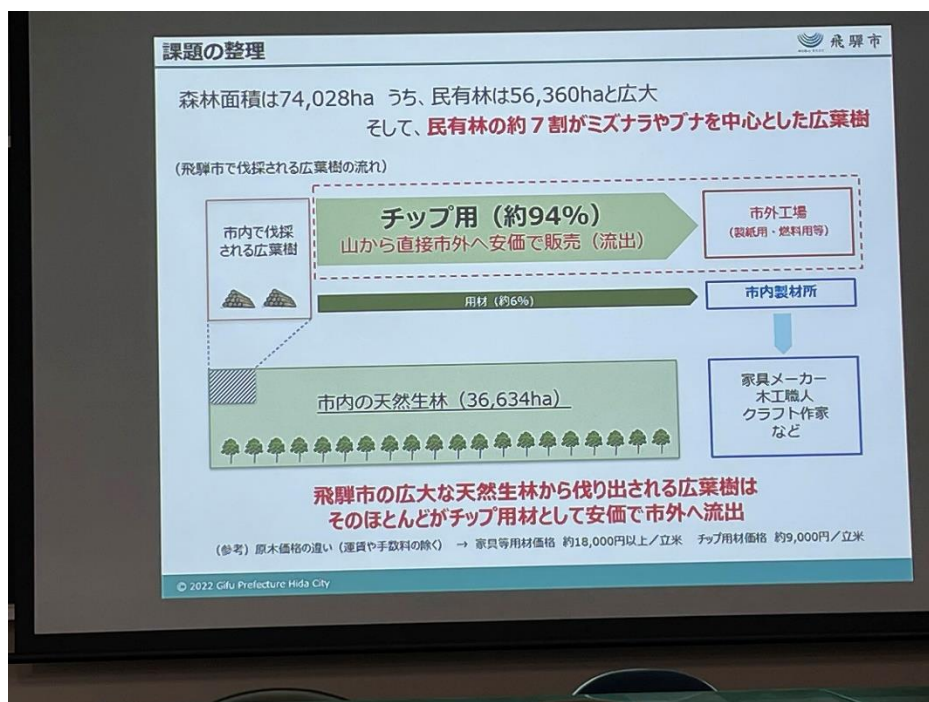 課題の整理
飛騨市
森林面積は74,028ha うち、民有林は56,360haと広大
そして、民有林の約７割がミズナラやブナを中心とした広葉樹
（飛騨市で伐採される広葉樹の流れ）
市内で伐採
される広葉樹
チップ用（約94%）
山から直接市外へ安価で販売（流出）
市外工場
（製紙用・燃料用等）
用材（約6%）
市内製材所
市内の天然生林（36,634ha）
家具メーカー
木工職人
クラフト作家
など
飛騨市の広大な天然生林から伐り出される広葉樹は
そのほとんどがチップ用材として安価で市外へ流出
（参考）原木価格の違い（運賃や手数料の除く） → 家具等用材価格 約18,000円以上／立米 チップ用材価格 約9,000円／立米
© 2022 Gifu Prefecture Hida City